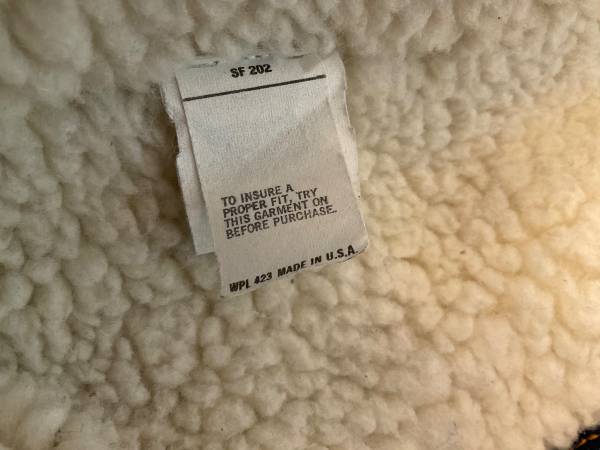 SF 202
TO INSURE A
PROPER FIT, TRY
THIS GARMENT ON
BEFORE PURCHASE.
WPL 423 MADE IN U.S.A.